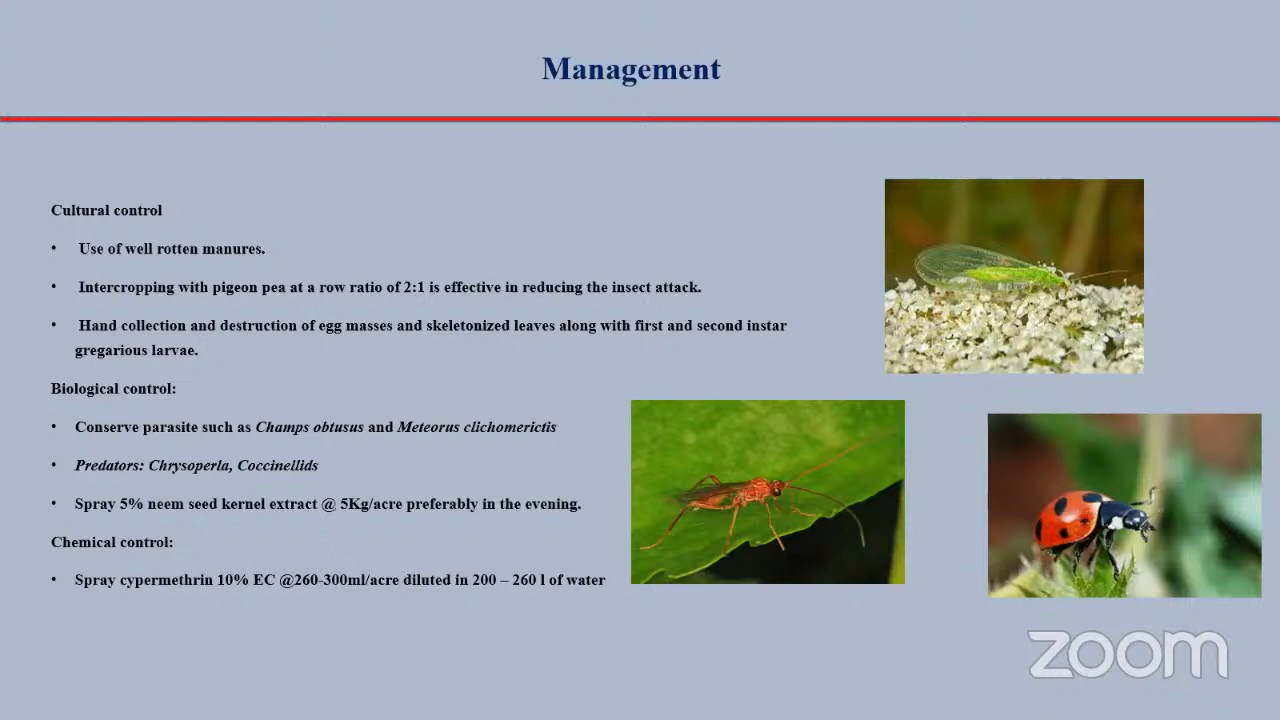 Management
Cultural control
• Use of well rotten manures.
• Intercropping with pigeon pea at a row ratio of 2:1 is effective in reducing the insect attack.
• Hand collection and destruction of egg masses and skeletonized leaves along with first and second instar
gregarious larvae.
Biological control:
• Conserve parasite such as Champs obtusus and Meteorus clichomerictis
• Predators: Chrysoperla, Coccinellids
• Spray 5% neem seed kernel extract @ 5Kg/acre preferably in the evening.
Chemical control:
• Spray cypermethrin 10% EC @260-300ml/acre diluted in 200 – 260 l of water
zoom